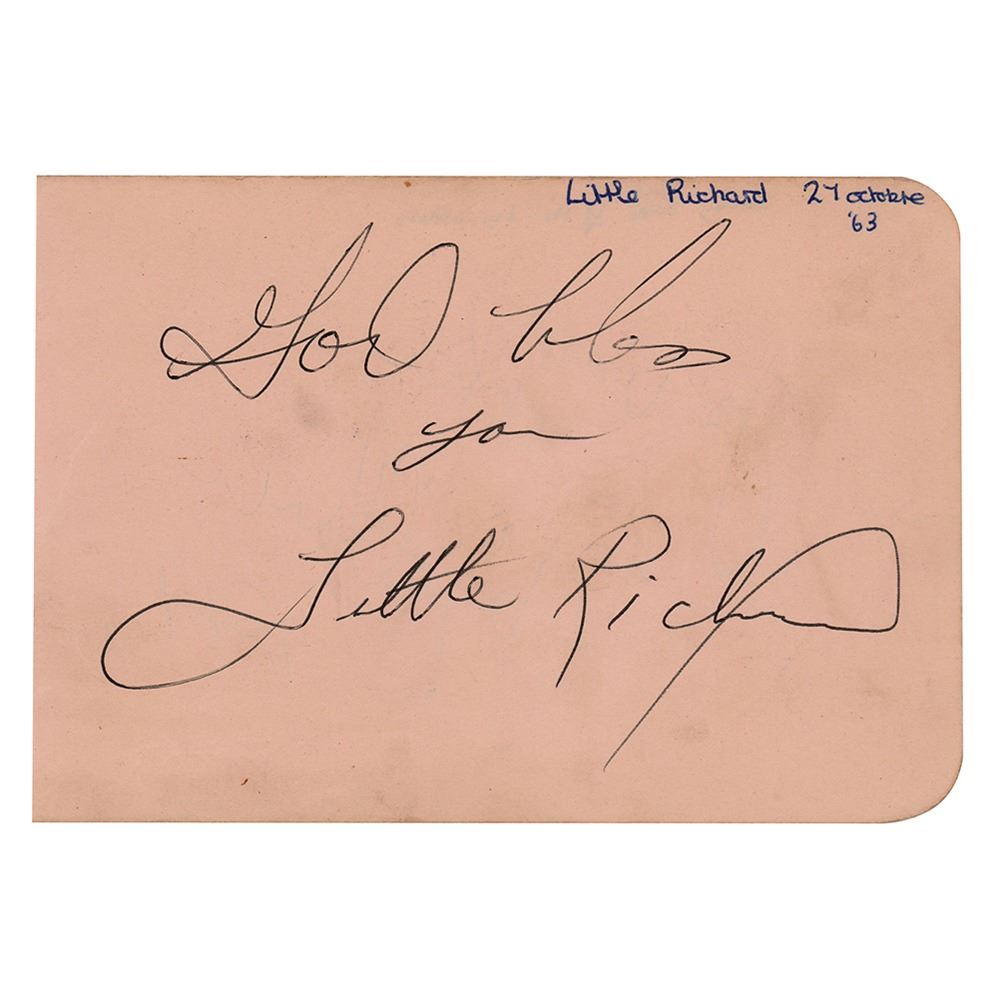 Little Richard 27 octobre
'63
God bless
you
Little Richard